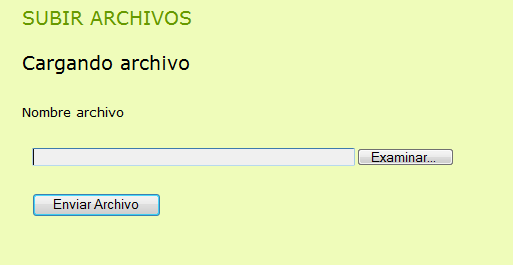 SUBIR ARCHIVOS
Cargando archivo
Nombre archivo
Examinar...
Enviar Archivo